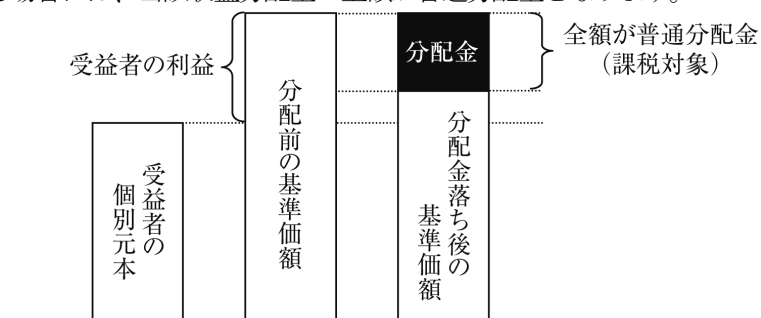 受益者の利益
分配金
全額が普通分配金
（課税対象）
分配前の基準価額
分配金落ち後の
基準価額
受益者の
個別元本